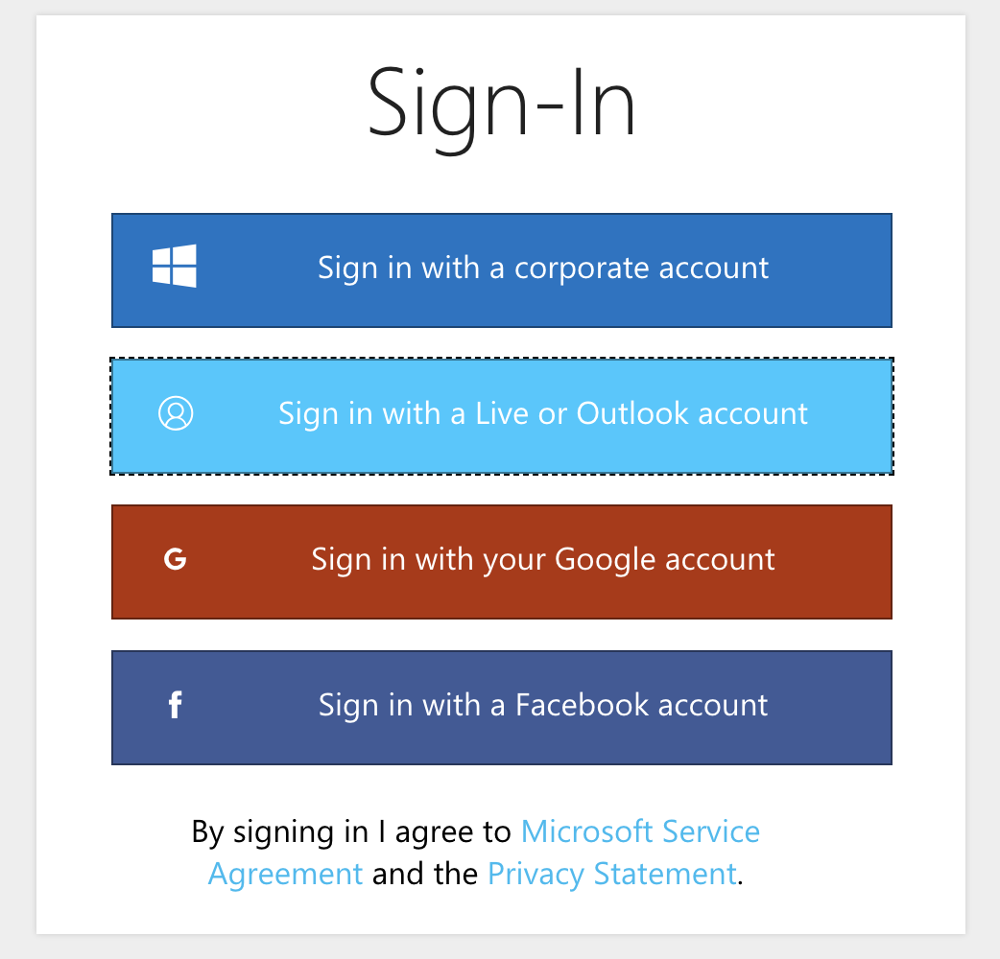 Sign-In
Sign in with a corporate account
Sign in with a Live or Outlook account
G Sign in with your Google account
f Sign in with a Facebook account
By signing in I agree to Microsoft Service
Agreement and the Privacy Statement.